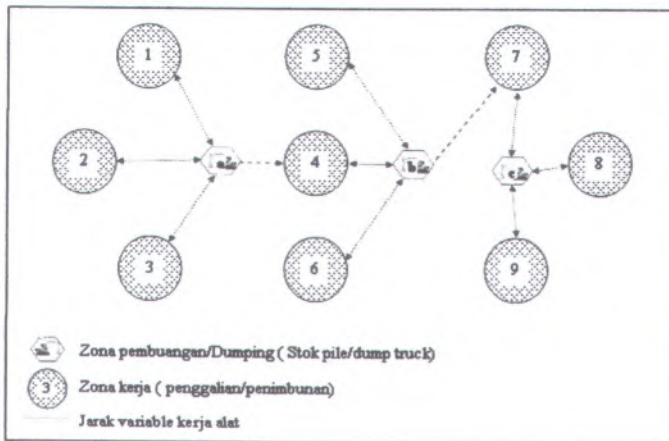 1 5 7
2 a 4 b c 8
3 6 9
Zona pembuangan/Dumping ( Stok pile/dump truck)
3 Zona kerja ( penggalian/penimbunan)
Jarak variable kerja alat